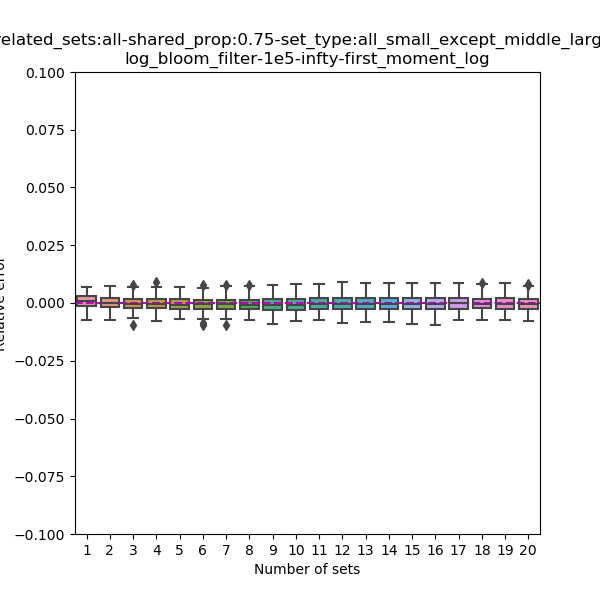 related_sets:all-shared_prop:0.75-set_type:all_small_except_middle_larg
log_bloom_filter-1e5-infty-first_moment_log
0.100
0.075
0.050
0.025
0.000
−0.025
−0.050
−0.075
−0.100
Relative error
1 2 3 4 5 6 7 8 9 10 11 12 13 14 15 16 17 18 19 20
Number of sets